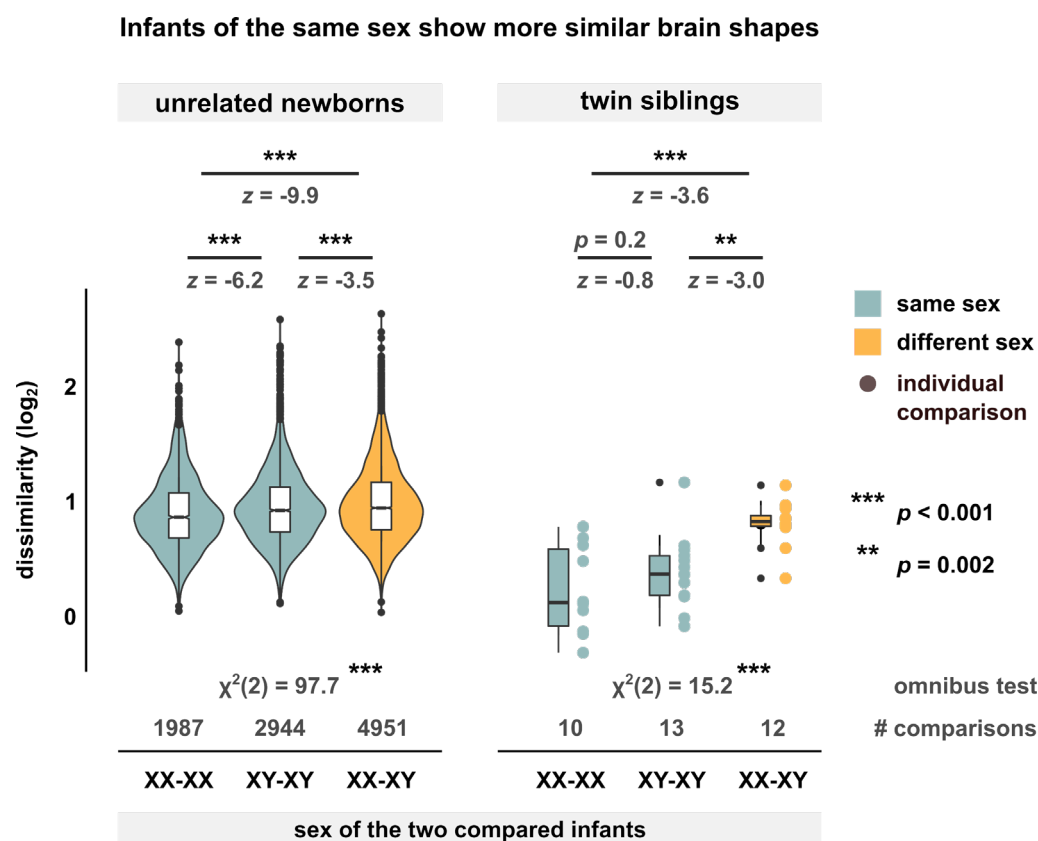 Infants of the same sex show more similar brain shapes
unrelated newborns
twin siblings
***
z = -9.9
***
z = -3.6
***
***
p = 0.2
**
z = -6.2
z = -3.5
z = -0.8
z = -3.0
same sex
different sex
individual
comparison
dissimilarity (log₂)
2
1
0
*** p < 0.001
** p = 0.002
χ²(2) = 97.7 ***
χ²(2) = 15.2 ***
omnibus test
1987
2944
4951
10
13
12
# comparisons
XX-XX
XY-XY
XX-XY
XX-XX
XY-XY
XX-XY
sex of the two compared infants